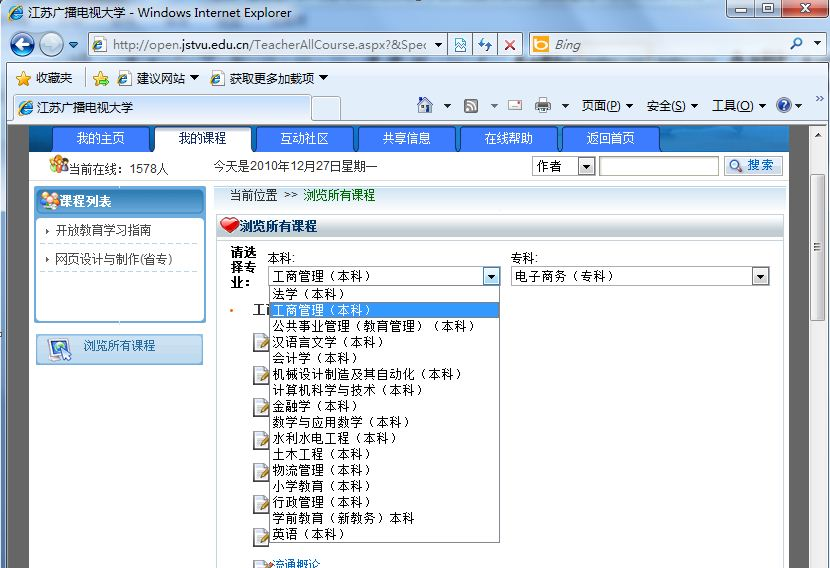 江苏广播电视大学 - Windows Internet Explorer
http://open.jstvu.edu.cn/TeacherAllCourse.aspx?&Spec
Bing
收藏夹
建议网站
获取更多加载项
江苏广播电视大学
页面(P)
安全(S)
工具(O)
我的主页
我的课程
互动社区
共享信息
在线帮助
返回首页
当前在线：1578人
今天是2010年12月27日星期一
作者
搜索
课程列表
开放教育学习指南
网页设计与制作(省专)
浏览所有课程
当前位置 >> 浏览所有课程
浏览所有课程
请选
择专
业：
本科:
工商管理（本科）
专科:
电子商务（专科）
法学（本科）
工商管理（本科）
公共事业管理（教育管理）（本科）
汉语言文学（本科）
会计学（本科）
机械设计制造及其自动化（本科）
计算机科学与技术（本科）
金融学（本科）
数学与应用数学（本科）
水利水电工程（本科）
土木工程（本科）
物流管理（本科）
小学教育（本科）
行政管理（本科）
学前教育（新教务）本科
英语（本科）
流通概论